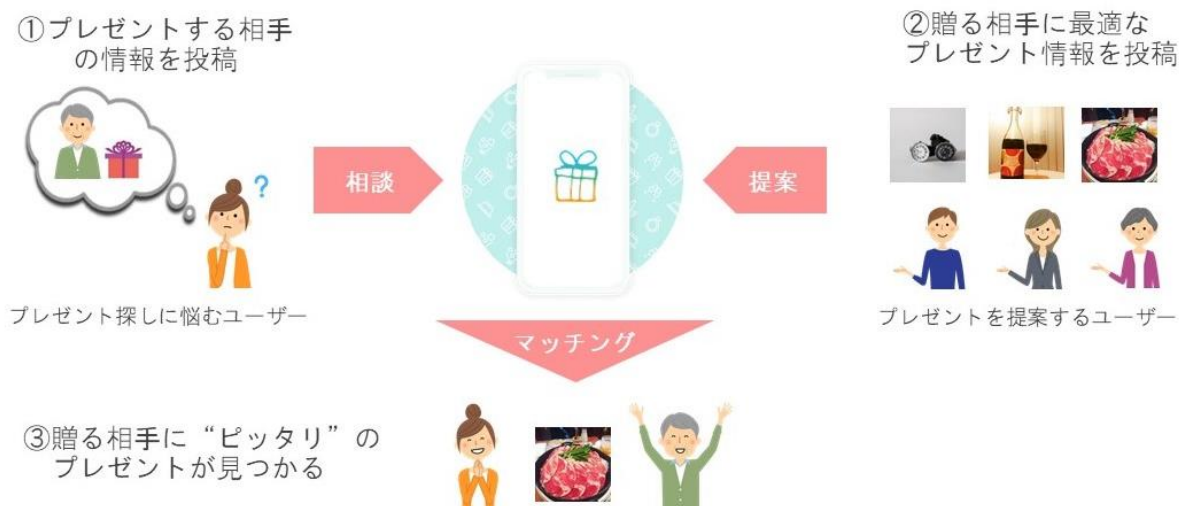 ①プレゼントする相手
の情報を投稿
?
プレゼント探しに悩むユーザー
相談
提案
②贈る相手に最適な
プレゼント情報を投稿
プレゼントを提案するユーザー
マッチング
③贈る相手に“ピッタリ”の
プレゼントが見つかる